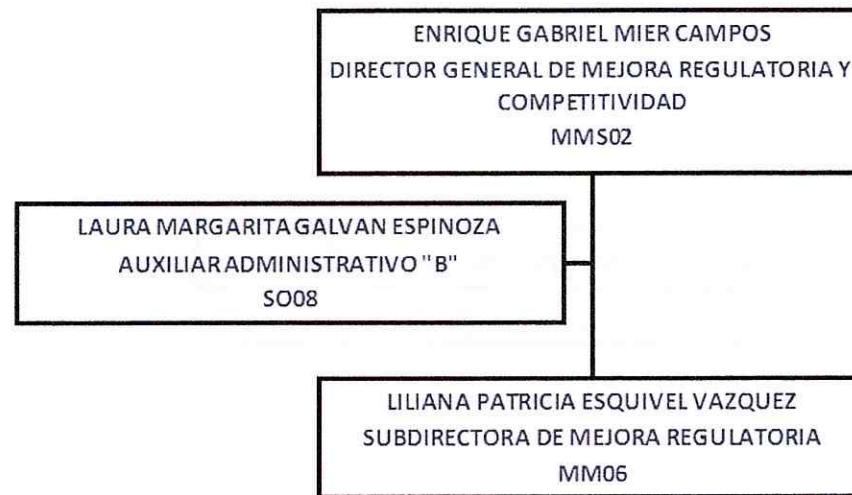 ENRIQUE GABRIEL MIER CAMPOS
DIRECTOR GENERAL DE MEJORA REGULATORIA Y
COMPETITIVIDAD
MMS02
LAURA MARGARITA GALVAN ESPINOZA
AUXILIAR ADMINISTRATIVO "B"
SO08
LILIANA PATRICIA ESQUIVEL VAZQUEZ
SUBDIRECTORA DE MEJORA REGULATORIA
MM06